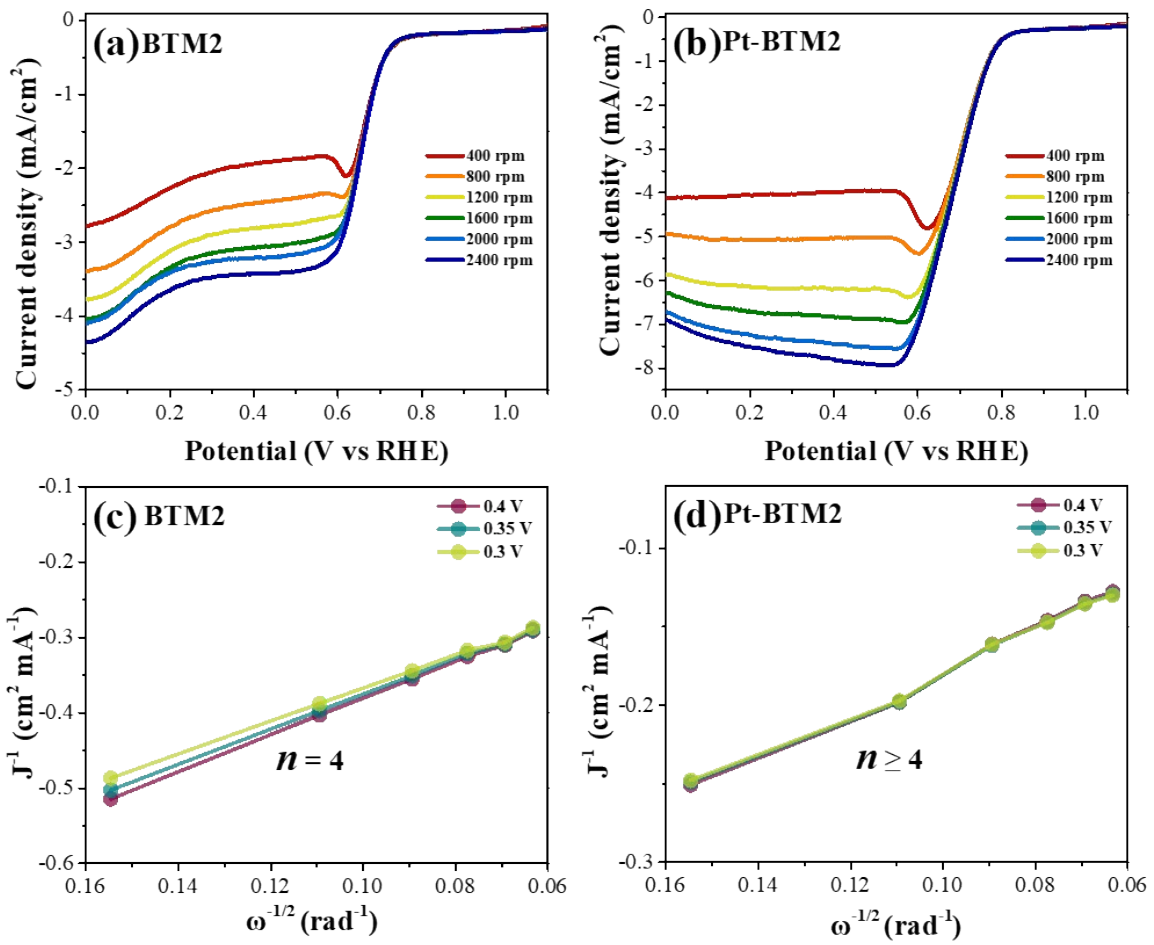 (a) BTM2
0
-1
-2
-3
-4
-5
Current density (mA/cm²)
400 rpm
800 rpm
1200 rpm
1600 rpm
2000 rpm
2400 rpm
0.0 0.2 0.4 0.6 0.8 1.0
Potential (V vs RHE)
(b) Pt-BTM2
0
-1
-2
-3
-4
-5
-6
-7
-8
Current density (mA/cm²)
400 rpm
800 rpm
1200 rpm
1600 rpm
2000 rpm
2400 rpm
0.0 0.2 0.4 0.6 0.8 1.0
Potential (V vs RHE)
(c) BTM2
-0.1
-0.2
-0.3
-0.4
-0.5
-0.6
J⁻¹ (cm² mA⁻¹)
0.4 V
0.35 V
0.3 V
n = 4
0.16 0.14 0.12 0.10 0.08 0.06
ω⁻¹/² (rad⁻¹)
(d) Pt-BTM2
-0.1
-0.2
-0.3
J⁻¹ (cm² mA⁻¹)
0.4 V
0.35 V
0.3 V
n ≥ 4
0.16 0.14 0.12 0.10 0.08 0.06
ω⁻¹/² (rad⁻¹)